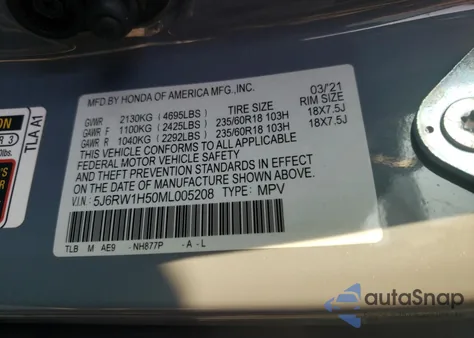 MFD BY HONDA OF AMERICA MFG.,INC. 03/21
GVWR 2130KG (4695LBS) TIRE SIZE RIM SIZE
GAWR F 1100KG (2425LBS) 235/60R18 103H 18X7.5J
GAWR R 1040KG (2292LBS) 235/60R18 103H 18X7.5J
THIS VEHICLE CONFORMS TO ALL APPLICABLE
FEDERAL MOTOR VEHICLE SAFETY
AND THEFT PREVENTION STANDARDS IN EFFECT
ON THE DATE OF MANUFACTURE SHOWN ABOVE.
V.I.N : 5J6RW1H50ML005208 TYPE: MPV
TLB M AE9 -NH877P -A-L
TLA A1
autoSnap